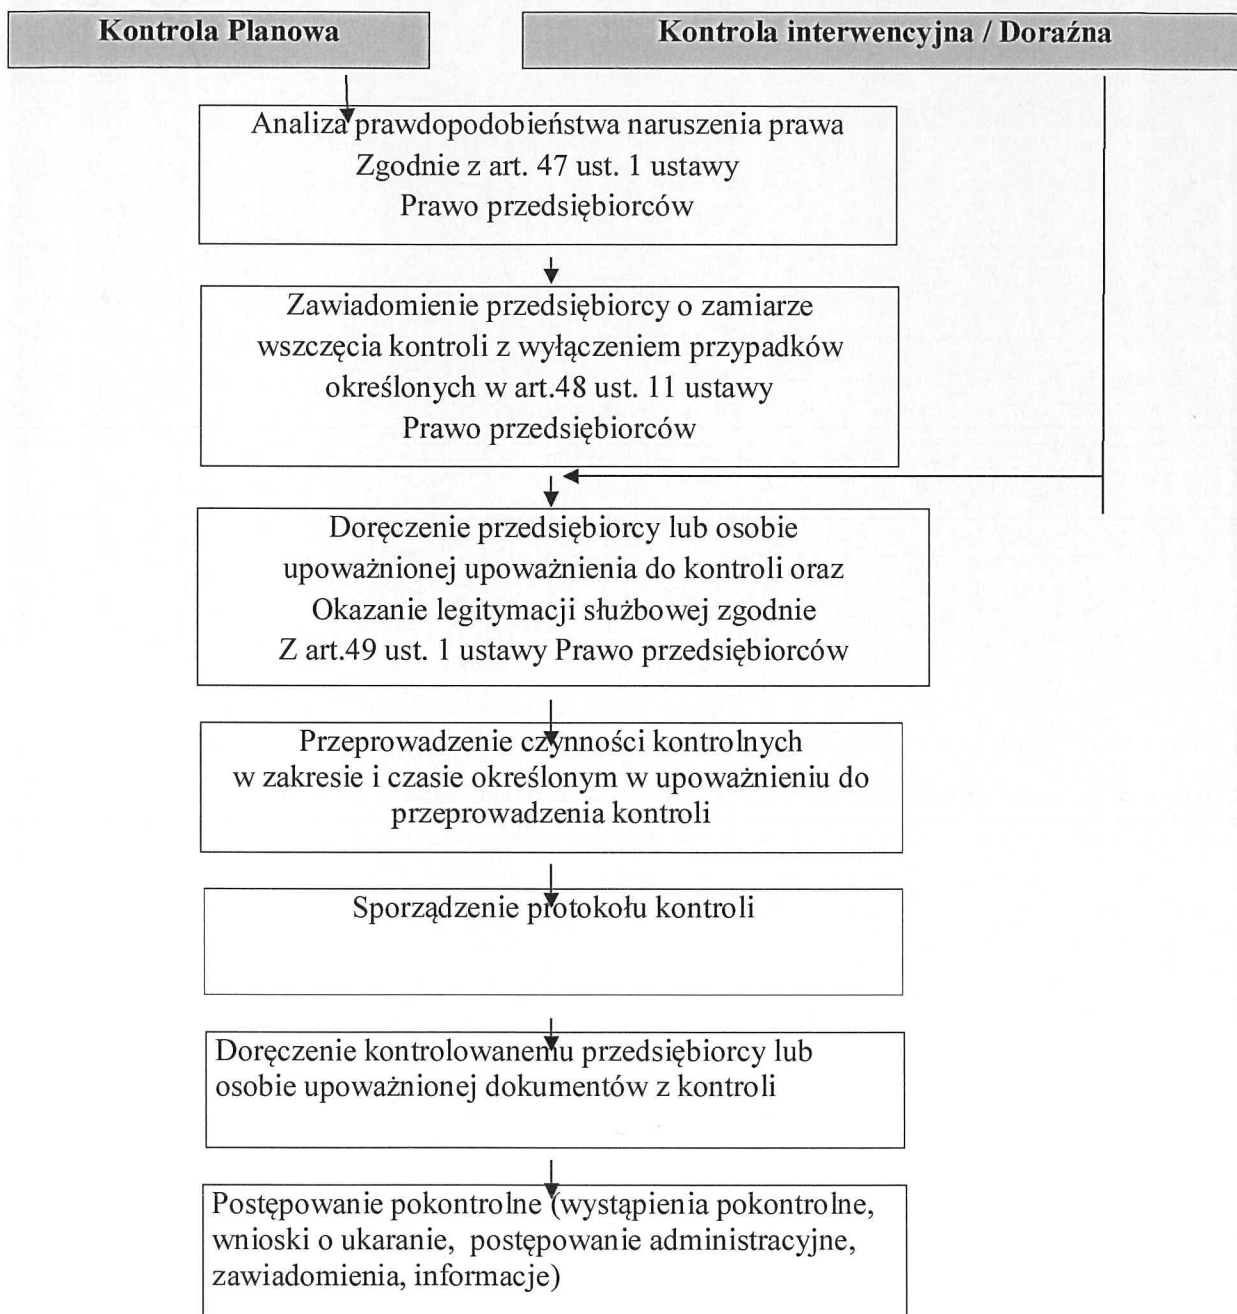 Kontrola Planowa
Kontrola interwencyjna / Doraźna
Analiza prawdopodobieństwa naruszenia prawa
Zgodnie z art. 47 ust. 1 ustawy
Prawo przedsiębiorców
Zawiadomienie przedsiębiorcy o zamiarze
wszczęcia kontroli z wyłączeniem przypadków
określonych w art.48 ust. 11 ustawy
Prawo przedsiębiorców
Doręczenie przedsiębiorcy lub osobie
upoważnionej upoważnienia do kontroli oraz
Okazanie legitymacji służbowej zgodnie
Z art.49 ust. 1 ustawy Prawo przedsiębiorców
Przeprowadzenie czynności kontrolnych
w zakresie i czasie określonym w upoważnieniu do
przeprowadzenia kontroli
Sporządzenie protokołu kontroli
Doręczenie kontrolowanemu przedsiębiorcy lub
osobie upoważnionej dokumentów z kontroli
Postępowanie pokontrolne (wystąpienia pokontrolne,
wnioski o ukaranie, postępowanie administracyjne,
zawiadomienia, informacje)